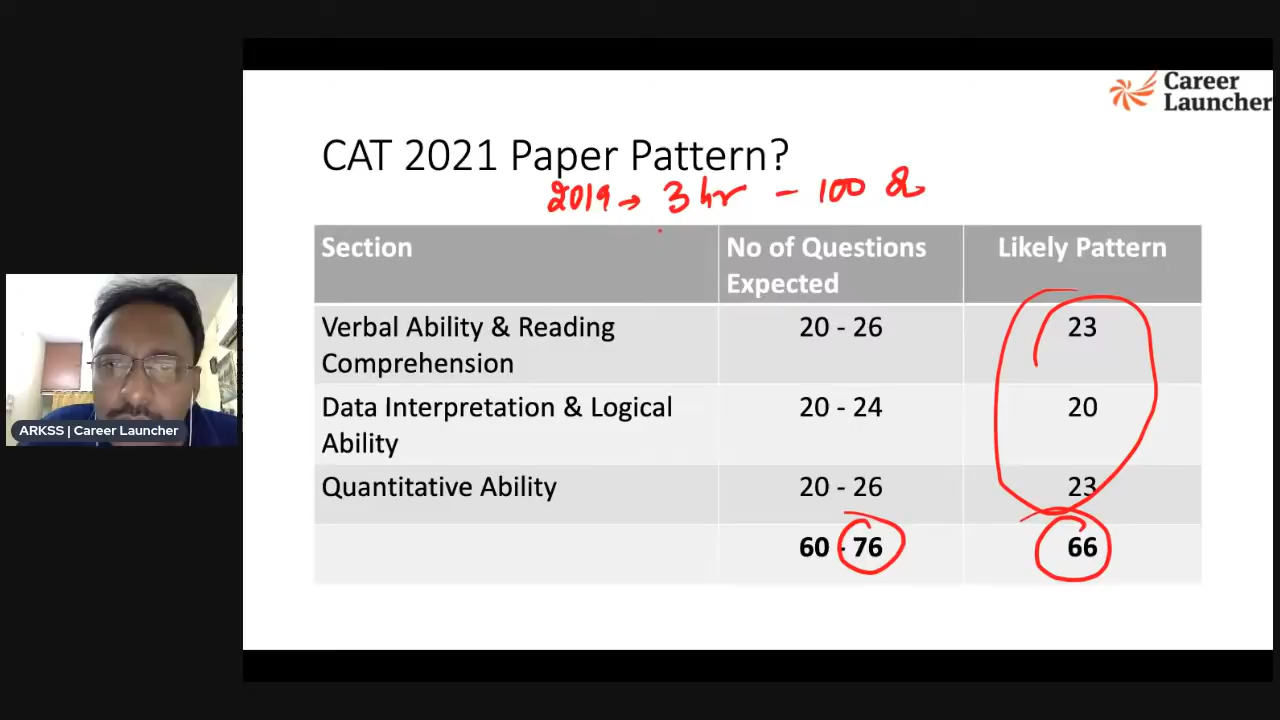 Career
Launcher
CAT 2021 Paper Pattern?
2019 → 3 hr - 100 Q
Section
No of Questions
Expected
Likely Pattern
Verbal Ability & Reading
Comprehension
20 - 26
23
Data Interpretation & Logical
Ability
20 - 24
20
Quantitative Ability
20 - 26
23
60 - 76
66
ARKSS | Career Launcher